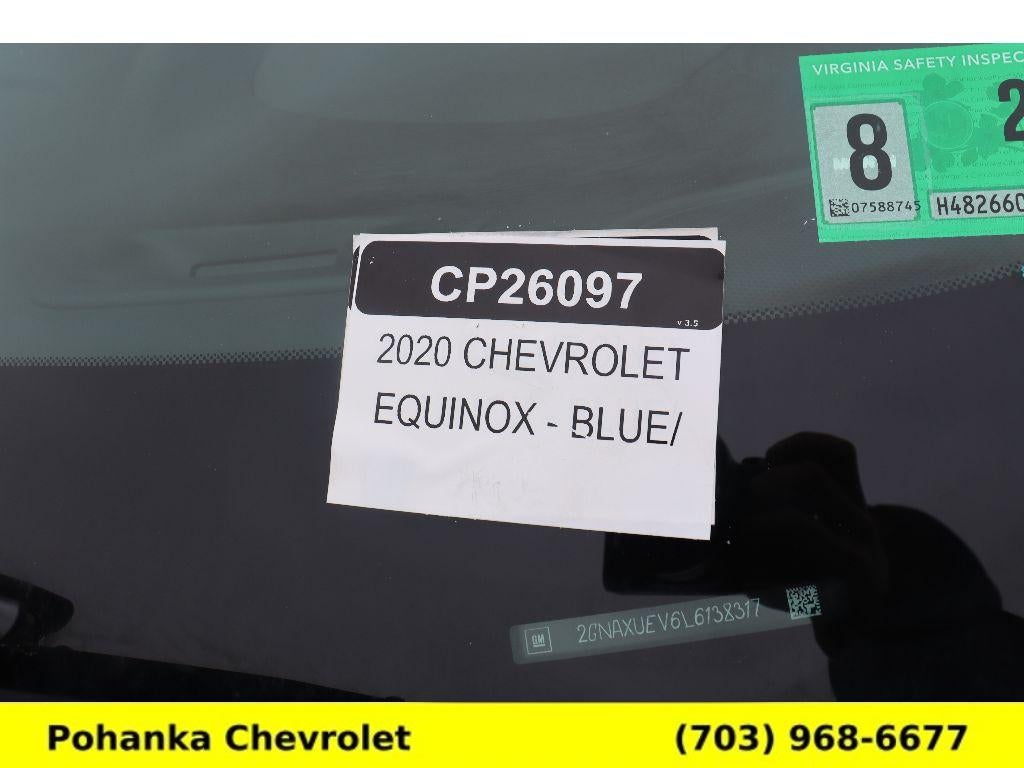 VIRGINIA SAFETY INSPEC
8
2
07588745
H482660
CP26097
v 3.5
2020 CHEVROLET
EQUINOX - BLUE/
GM
2GNAXUEV6L6138317
Pohanka Chevrolet
(703) 968-6677